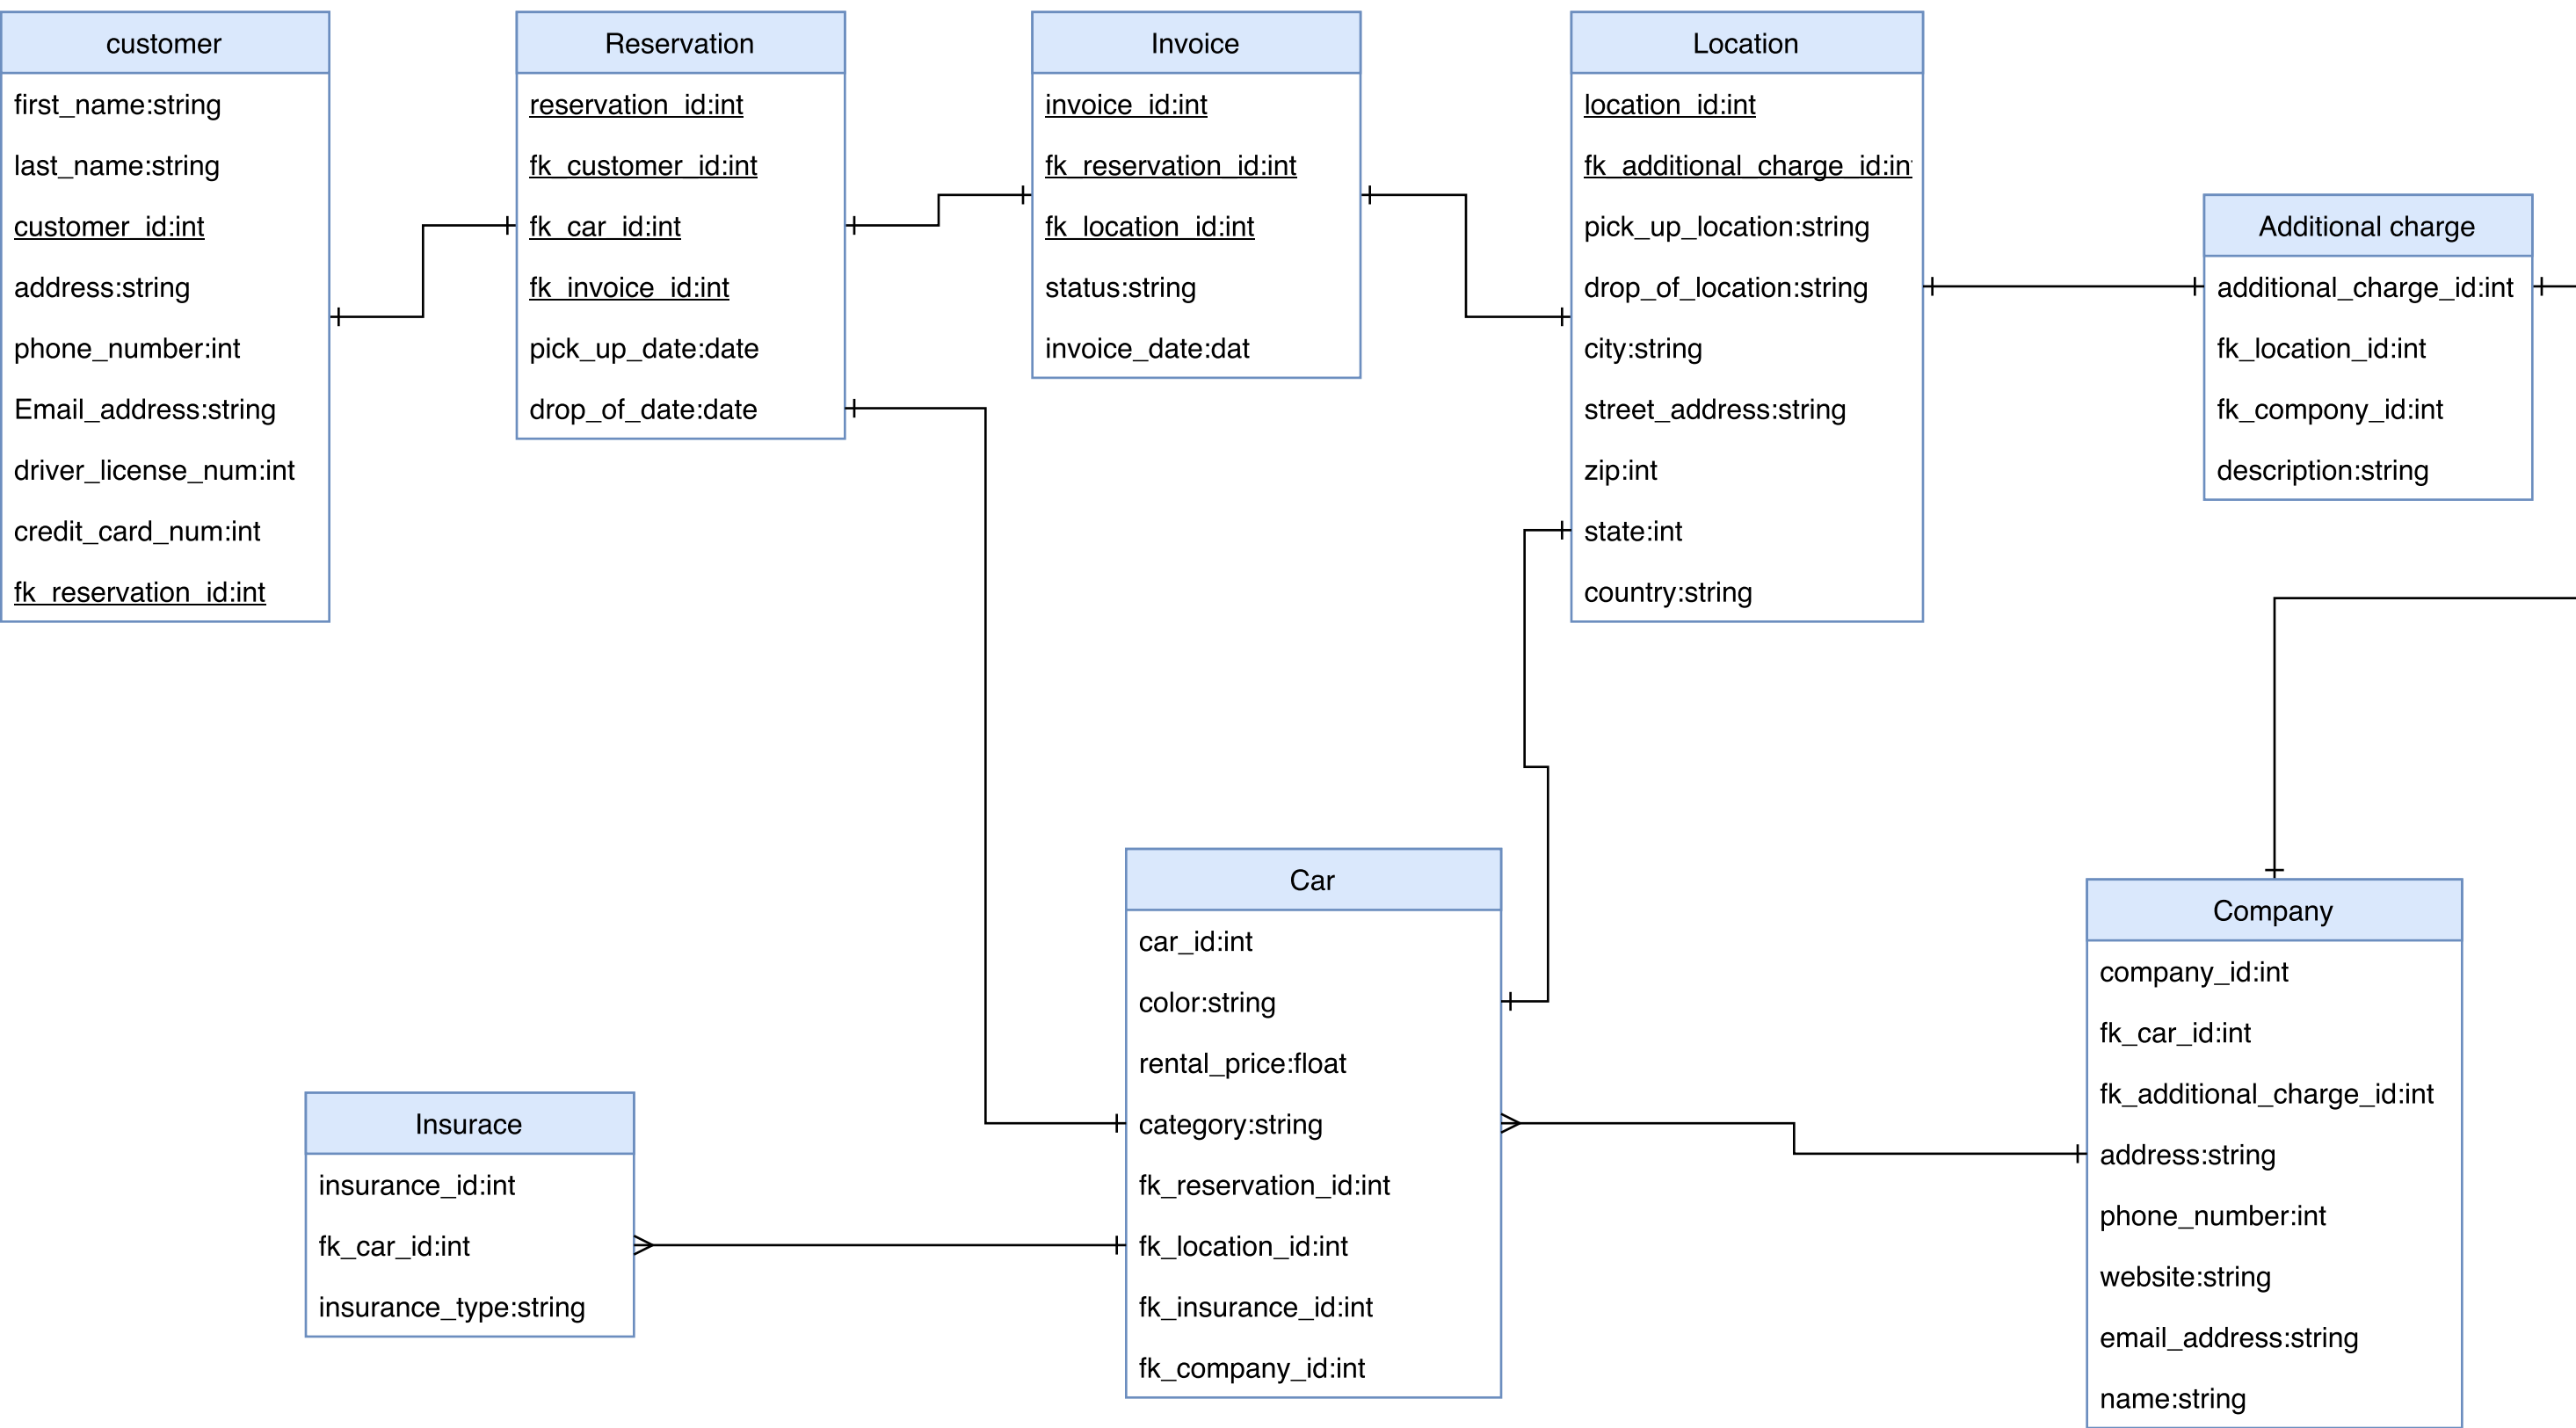 customer
first_name:string
last_name:string
customer_id:int
address:string
phone_number:int
Email_address:string
driver_license_num:int
credit_card_num:int
fk_reservation_id:int
Reservation
reservation_id:int
fk_customer_id:int
fk_car_id:int
fk_invoice_id:int
pick_up_date:date
drop_of_date:date
Invoice
invoice_id:int
fk_reservation_id:int
fk_location_id:int
status:string
invoice_date:dat
Location
location_id:int
fk_additional_charge_id:in
pick_up_location:string
drop_of_location:string
city:string
street_address:string
zip:int
state:int
country:string
Additional charge
additional_charge_id:int
fk_location_id:int
fk_compony_id:int
description:string
Insurace
insurance_id:int
fk_car_id:int
insurance_type:string
Car
car_id:int
color:string
rental_price:float
category:string
fk_reservation_id:int
fk_location_id:int
fk_insurance_id:int
fk_company_id:int
Company
company_id:int
fk_car_id:int
fk_additional_charge_id:int
address:string
phone_number:int
website:string
email_address:string
name:string